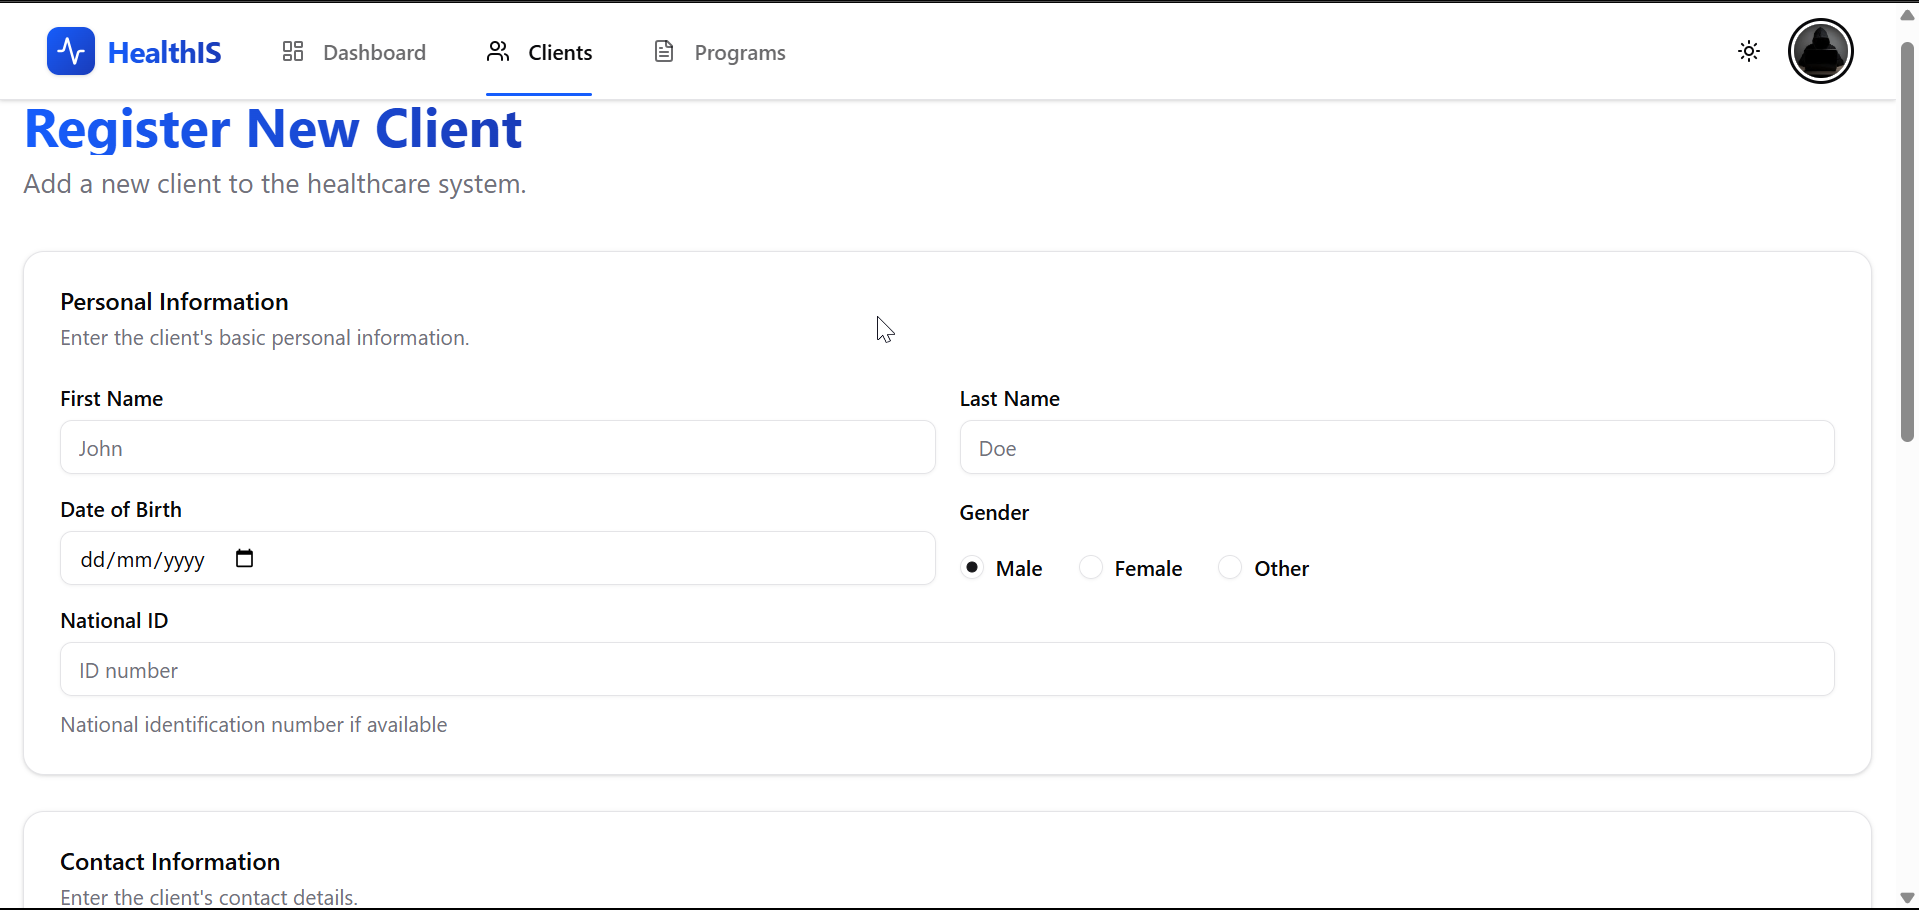 HealthIS Dashboard Clients Programs
Register New Client
Add a new client to the healthcare system.
Personal Information
Enter the client's basic personal information.
First Name Last Name
John Doe
Date of Birth Gender
dd/mm/yyyy Male Female Other
National ID
ID number
National identification number if available
Contact Information
Enter the client's contact details.